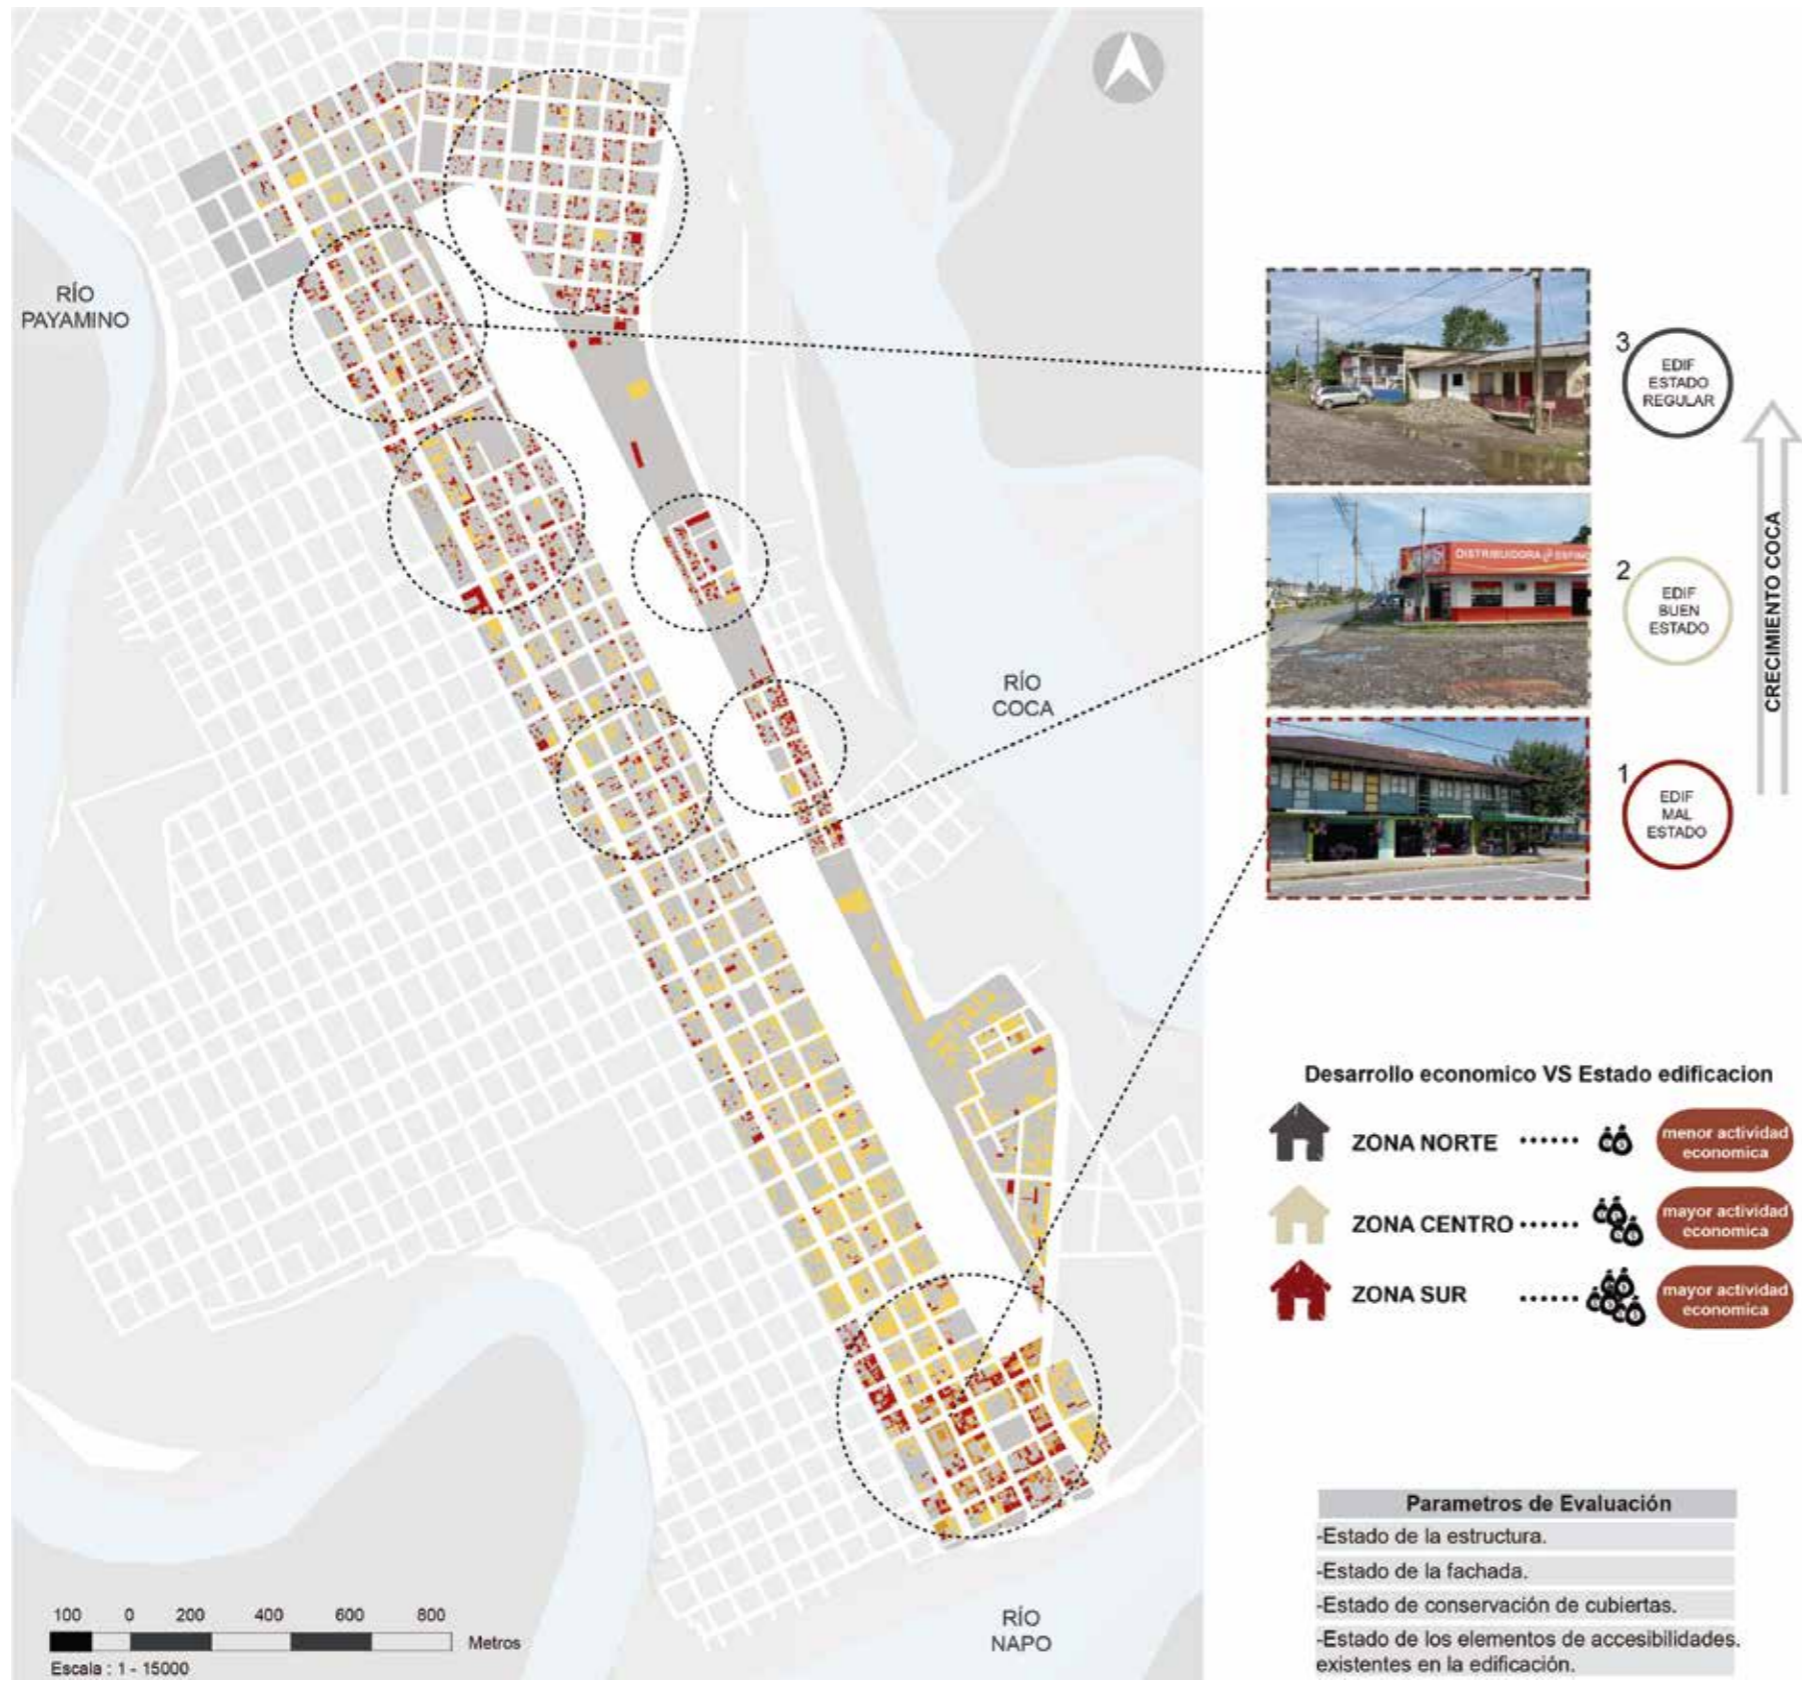 RÍO
PAYAMINO
RÍO
COCA
RÍO
NAPO
100 0 200 400 600 800
Metros
Escala : 1 - 15000
DISTRIBUIDORA
3
EDIF
ESTADO
REGULAR
2
EDIF
BUEN
ESTADO
1
EDIF
MAL
ESTADO
CRECIMIENTO COCA
Desarrollo economico VS Estado edificacion
ZONA NORTE ...... menor actividad
economica
ZONA CENTRO ...... mayor actividad
economica
ZONA SUR ...... mayor actividad
economica
Parametros de Evaluación
-Estado de la estructura.
-Estado de la fachada.
-Estado de conservación de cubiertas.
-Estado de los elementos de accesibilidades.
existentes en la edificación.